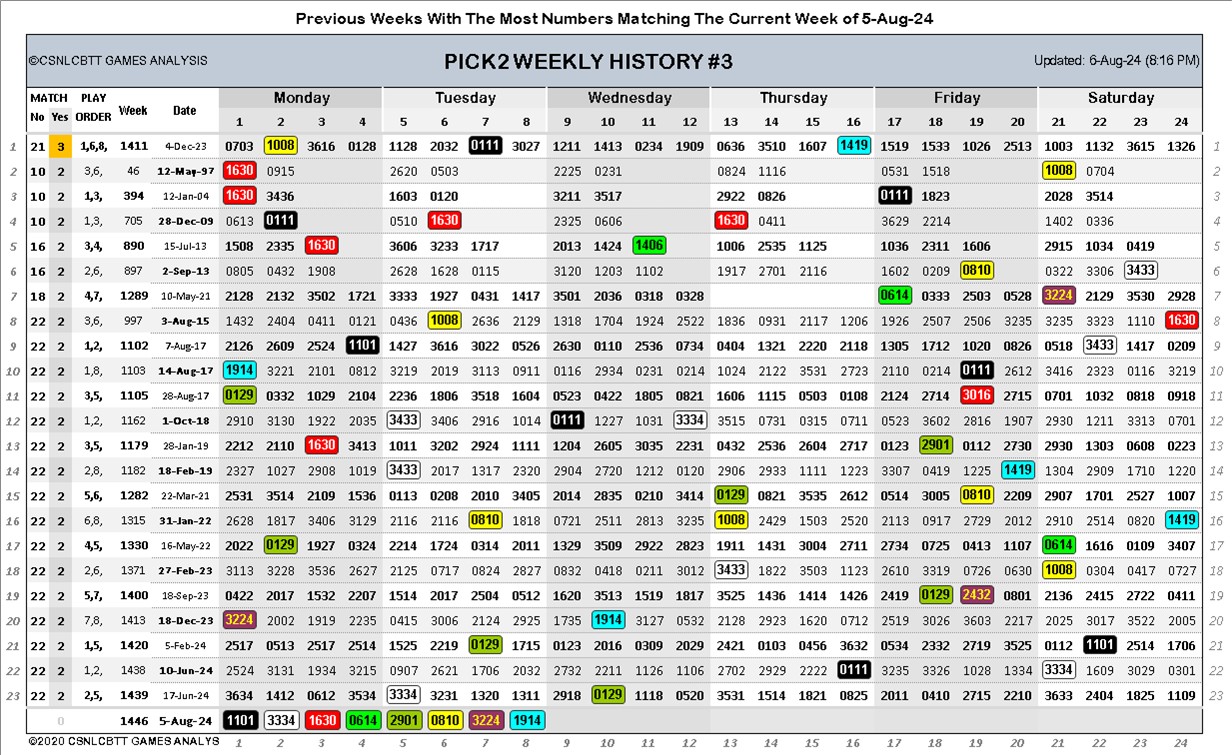 Previous Weeks With The Most Numbers Matching The Current Week of 5-Aug-24
©CSNLCBTT GAMES ANALYSIS PICK2 WEEKLY HISTORY #3 Updated: 6-Aug-24 (8:16 PM)
MATCH PLAY Week Date Monday Tuesday Wednesday Thursday Friday Saturday
No Yes ORDER 1 2 3 4 5 6 7 8 9 10 11 12 13 14 15 16 17 18 19 20 21 22 23 24
1 21 3 1,6,8, 1411 4-Dec-23 0703 1008 3616 0128 1128 2032 0111 3027 1211 1413 0234 1909 0636 3510 1607 1419 1519 1533 1026 2513 1003 1132 3615 1326 1
2 10 2 3,6, 46 12-May-97 1630 0915 2620 0503 2225 0231 0824 1116 0531 1518 1008 0704 2
3 10 2 1,3, 394 12-Jan-04 1630 3436 1603 0120 3211 3517 2922 0826 0111 1823 2028 3514 3
4 10 2 1,3, 705 28-Dec-09 0613 0111 0510 1630 2325 0606 1630 0411 3629 2214 1402 0336 4
5 16 2 3,4, 890 15-Jul-13 1508 2335 1630 3606 3233 1717 2013 1424 1406 1006 2535 1125 1036 2311 1606 2915 1034 0419 5
6 16 2 2,6, 897 2-Sep-13 0805 0432 1908 2628 1628 0115 3120 1203 1102 1917 2701 2116 1602 0209 0810 0322 3306 3433 6
7 18 2 4,7, 1289 10-May-21 2128 2132 3502 1721 3333 1927 0431 1417 3501 2036 0318 0328 0614 0333 2503 0528 3224 2129 3530 2928 7
8 22 2 3,6, 997 3-Aug-15 1432 2404 0411 0121 0436 1008 2636 2129 1318 1704 1924 2522 1836 0931 2117 1206 1926 2507 2506 3235 3235 3323 1110 1630 8
9 22 2 1,2, 1102 7-Aug-17 2126 2609 2524 1101 1427 3616 3022 0526 2630 0110 2536 0734 0404 1321 2220 2118 1305 1712 1020 0826 0518 3433 1417 0209 9
10 22 2 1,8, 1103 14-Aug-17 1914 3221 2101 0812 3219 2019 3113 0911 0116 2934 0231 0214 1024 2122 3531 2723 2110 0214 0111 2612 3416 2323 0116 3219 10
11 22 2 3,5, 1105 28-Aug-17 0129 0332 1029 2104 2236 1806 3518 1604 0523 0422 1805 0821 1606 1115 0503 0108 2124 2714 3016 2715 0701 1032 0818 0918 11
12 22 2 1,2, 1162 1-Oct-18 2910 3130 1922 2035 3433 3406 2916 1014 0111 1227 1031 3334 3515 0731 0315 0711 0523 3602 2816 1907 2930 1211 3313 0701 12
13 22 2 3,5, 1179 28-Jan-19 2212 2110 1630 3413 1011 3202 2924 1111 1204 2605 3035 2231 0432 2536 2604 2717 0123 2901 0112 2730 2930 1303 0608 0223 13
14 22 2 2,8, 1182 18-Feb-19 2327 1027 2908 1019 3433 2017 1317 2320 2904 2720 1212 0120 2906 2933 1111 1223 3307 0419 1225 1419 1304 2909 1710 1220 14
15 22 2 5,6, 1282 22-Mar-21 2531 3514 2109 1536 0113 0208 2010 3405 2014 2835 0210 3414 0129 0821 3535 2612 0514 3005 0810 2209 2907 1701 2527 1007 15
16 22 2 6,8, 1315 31-Jan-22 2628 1817 3406 3129 2116 2116 0810 1818 0721 2511 2813 3235 1008 2429 1503 2520 2113 0917 2729 2012 2910 2514 0820 1419 16
17 22 2 4,5, 1330 16-May-22 2022 0129 1927 0324 2214 1724 0314 2011 1329 3509 2922 2823 1911 1431 3004 2711 2734 0725 0413 1107 0614 1616 0109 3407 17
18 22 2 2,6, 1371 27-Feb-23 3113 3228 3536 2627 2125 0717 0824 2827 0832 0418 0211 3012 3433 1422 3503 1123 2610 3319 0726 0630 1008 0304 0417 0727 18
19 22 2 5,7, 1400 18-Sep-23 0422 2017 1532 2207 1514 2017 2504 0512 1620 3513 1519 1817 3525 1436 1414 1426 2419 0129 2432 0801 2136 2415 2722 0411 19
20 22 2 7,8, 1413 18-Dec-23 3224 2002 1919 2235 0415 3006 2124 2925 1735 1914 3127 0532 2128 2923 1620 0712 2519 3026 3603 2217 2025 3017 3522 2005 20
21 22 2 1,5, 1420 5-Feb-24 2517 0513 2517 2514 1525 2219 0129 1715 0123 2016 0309 2029 2421 0103 0456 3632 0534 2332 2719 3525 0112 1101 2514 1706 21
22 22 2 1,2, 1438 10-Jun-24 2524 3131 1934 3215 0907 2621 1706 2032 2732 2211 1126 1106 2702 2929 2222 0111 3235 3326 1028 1334 3334 1609 3029 0301 22
23 22 2 2,5, 1439 17-Jun-24 3634 1412 0612 3534 3334 3231 1320 1311 2918 0129 1118 0520 3531 1514 1821 0825 2011 0410 2715 2210 3633 2404 1825 1109 23
0 1446 5-Aug-24 1101 3334 1630 0614 2901 0810 3224 1914
©2020 CSNLCBTT GAMES ANALYS 1 2 3 4 5 6 7 8 9 10 11 12 13 14 15 16 17 18 19 20 21 22 23 24